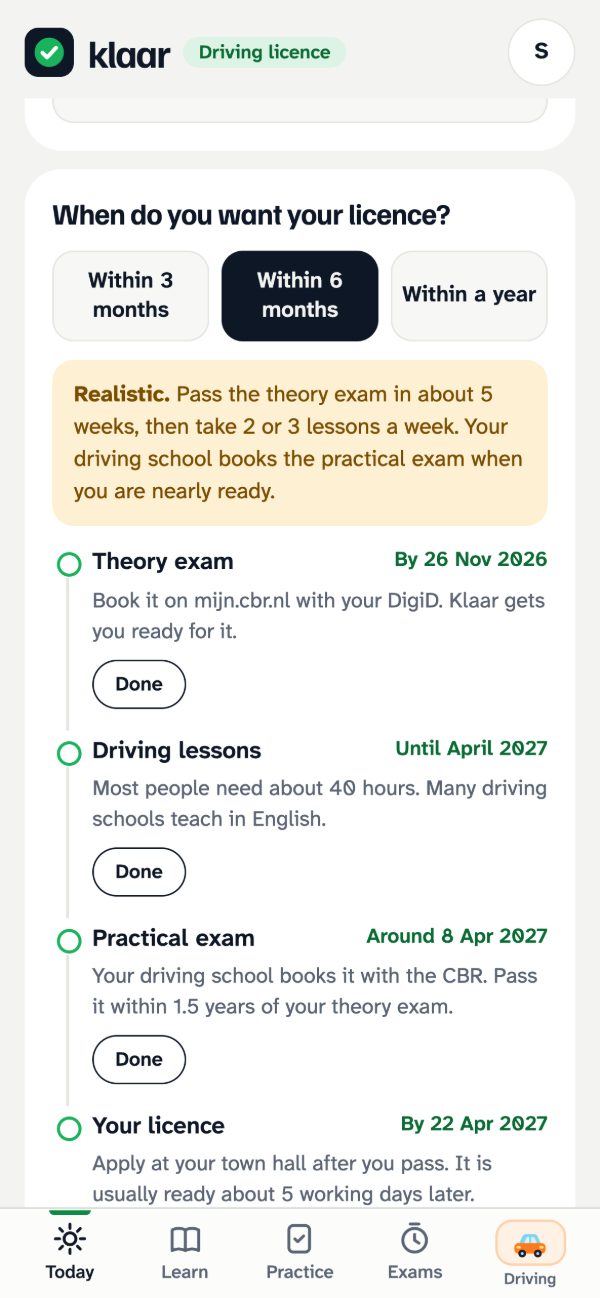 klaar
Driving licence
S
When do you want your licence?
Within 3
months
Within 6
months
Within a year
Realistic. Pass the theory exam in about 5
weeks, then take 2 or 3 lessons a week. Your
driving school books the practical exam when
you are nearly ready.
Theory exam
By 26 Nov 2026
Book it on mijn.cbr.nl with your DigiD. Klaar gets
you ready for it.
Done
Driving lessons
Until April 2027
Most people need about 40 hours. Many driving
schools teach in English.
Done
Practical exam
Around 8 Apr 2027
Your driving school books it with the CBR. Pass
it within 1.5 years of your theory exam.
Done
Your licence
By 22 Apr 2027
Apply at your town hall after you pass. It is
usually ready about 5 working days later.
Today
Learn
Practice
Exams
Driving